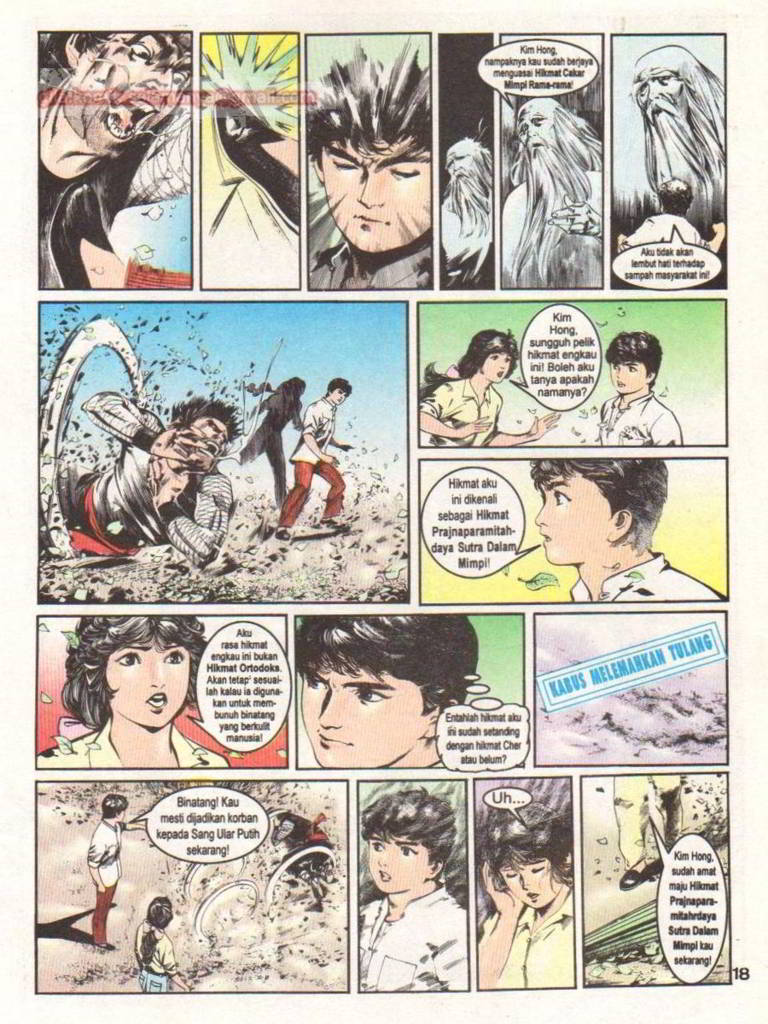 Kim Hong,
nampaknya kau sudah berjaya
menguasai Hikmat Cakar
Mimpi Rama-rama!
Aku tidak akan
lembut hati terhadap
sampah masyarakat ini!
Kim
Hong,
sungguh pelik
hikmat engkau
ini! Boleh aku
tanya apakah
namanya?
Hikmat aku
ini dikenali
sebagai Hikmat
Prajnaparamitah-
daya Sutra Dalam
Mimpi!
Aku
rasa hikmat
engkau ini bukan
Hikmat Ortodoks.
Akan tetapi sesuai-
lah kalau ia diguna-
kan untuk mem-
bunuh binatang
yang berkulit
manusia!
Entahlah hikmat aku
ini sudah setanding
dengan hikmat Cher
atau belum?
KABUS MELEMAHKAN TULANG
Binatang! Kau
mesti dijadikan korban
kepada Sang Ular Putih
sekarang!
Uh...
Kim Hong,
sudah amat
maju Hikmat
Prajnapara-
mitahrdaya
Sutra Dalam
Mimpi kau
sekarang!
18